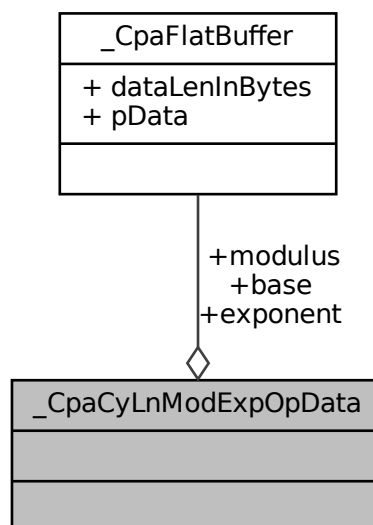 _CpaFlatBuffer
+ dataLenInBytes
+ pData
+modulus
+base
+exponent
_CpaCyLnModExpOpData